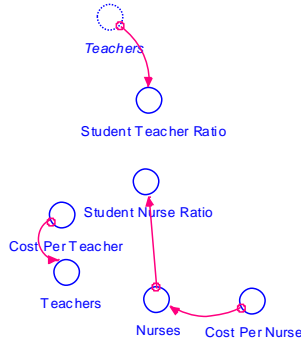 Teachers
Student Teacher Ratio
Student Nurse Ratio
Cost Per Teacher
Teachers
Nurses
Cost Per Nurse